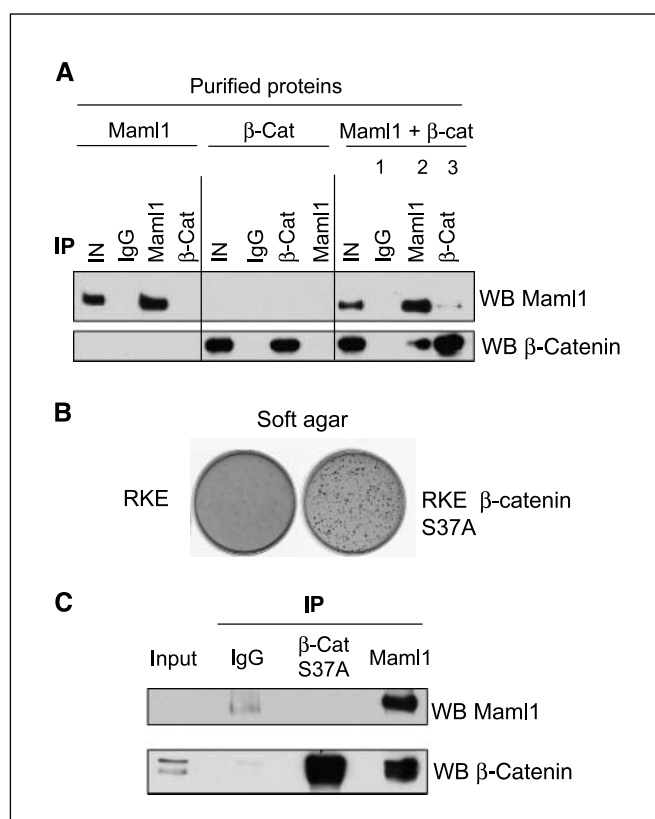 A
Purified proteins
Maml1 β-Cat Maml1 + β-cat
1 2 3
IP IN IgG Maml1 β-Cat IN IgG β-Cat Maml1 IN IgG Maml1 β-Cat
WB Maml1
WB β-Catenin
B
Soft agar
RKE RKE β-catenin
S37A
C
IP
Input IgG β-Cat S37A Maml1
WB Maml1
WB β-Catenin